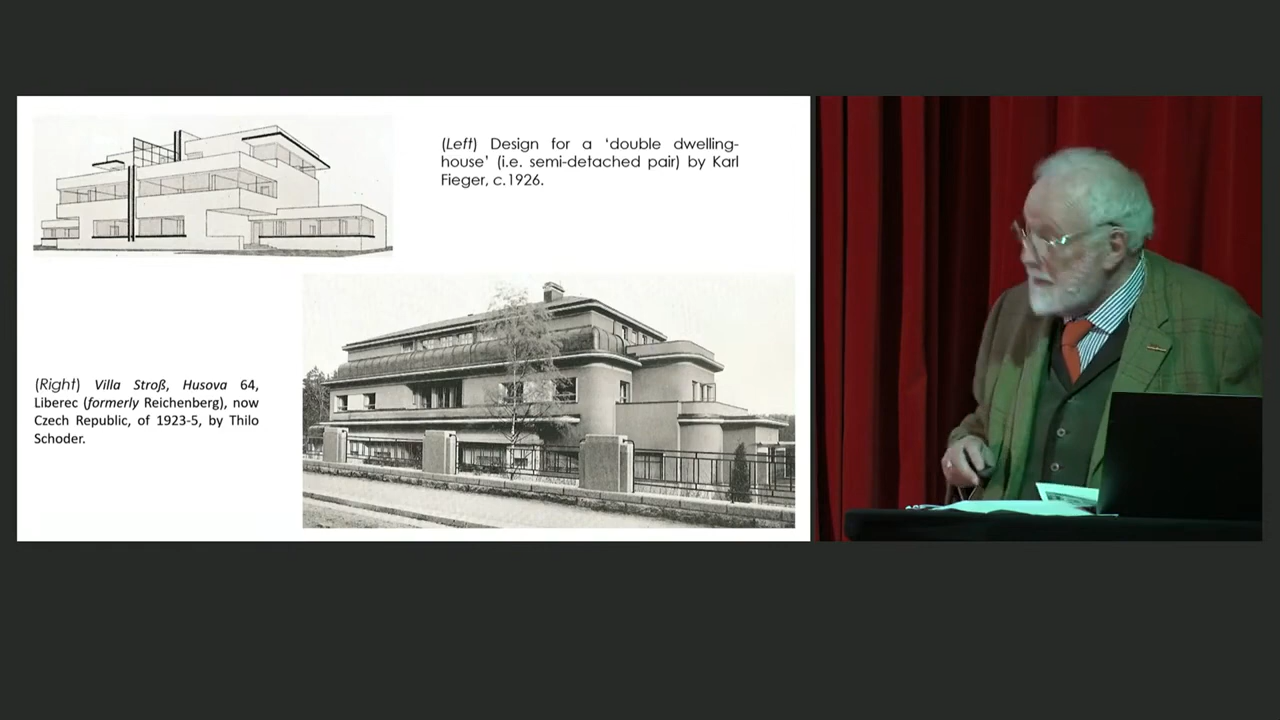 (Left) Design for a ‘double dwelling-
house’ (i.e. semi-detached pair) by Karl
Fieger, c.1926.
(Right) Villa Stroß, Husova 64,
Liberec (formerly Reichenberg), now
Czech Republic, of 1923-5, by Thilo
Schoder.